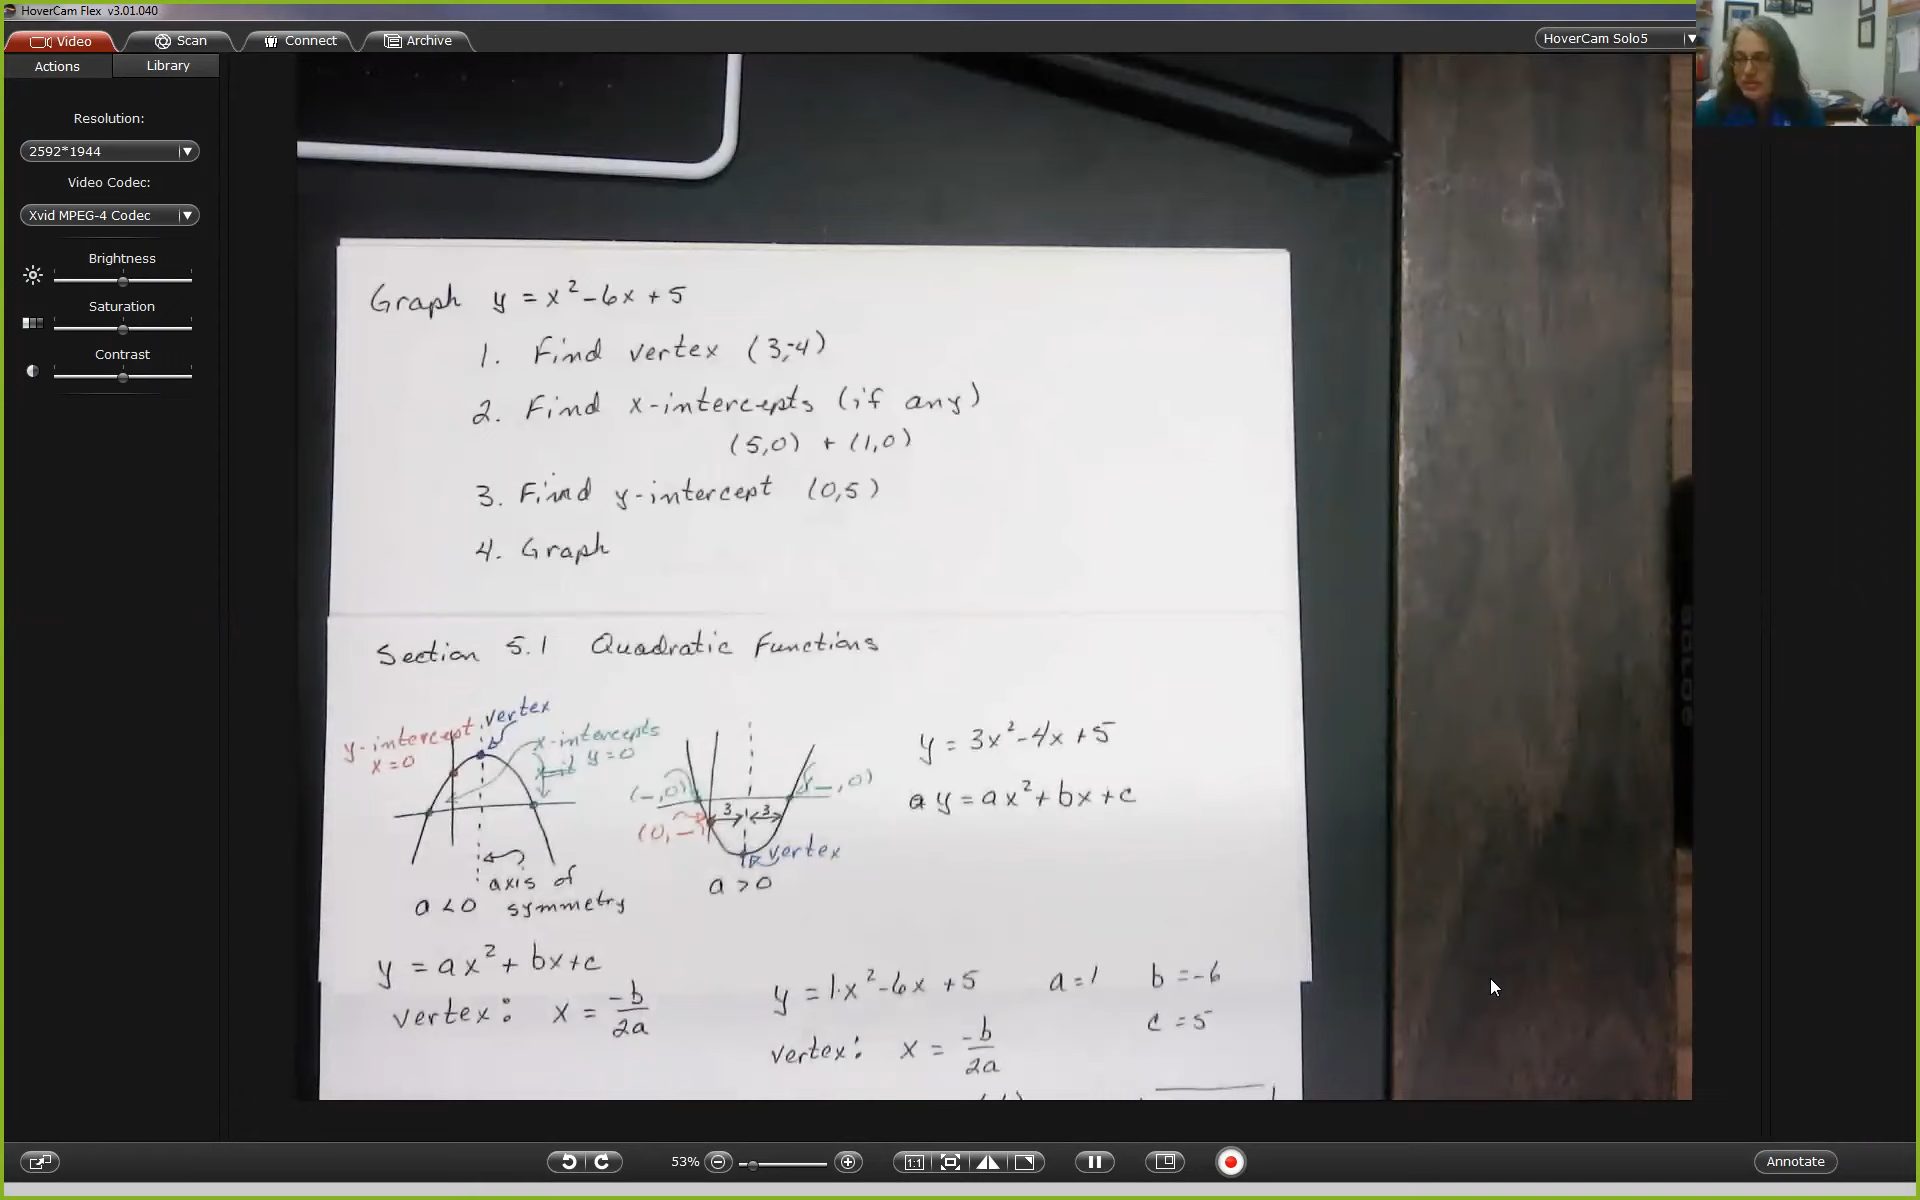 HoverCam Flex v3.01.040
Video
Scan
Connect
Archive
HoverCam Solo5
Actions
Library
Resolution:
2592*1944
Video Codec:
Xvid MPEG-4 Codec
Brightness
Saturation
Contrast
Graph y = x² - 6x + 5
1. Find vertex (3,-4)
2. Find x-intercepts (if any)
(5,0) + (1,0)
3. Find y-intercept (0,5)
4. Graph
Section 5.1 Quadratic Functions
y-intercept
x=0
vertex
x-intercepts
y=0
axis of
symmetry
a<0
(_,0)
(_,0)
3
3
(0,_)
vertex
a>0
y = 3x² - 4x + 5
a y = ax² + bx + c
y = ax² + bx + c
vertex: x = -b/2a
y = 1·x² - 6x + 5 a=1 b=-6
c=5
vertex: x = -b/2a
53%
1:1
Annotate